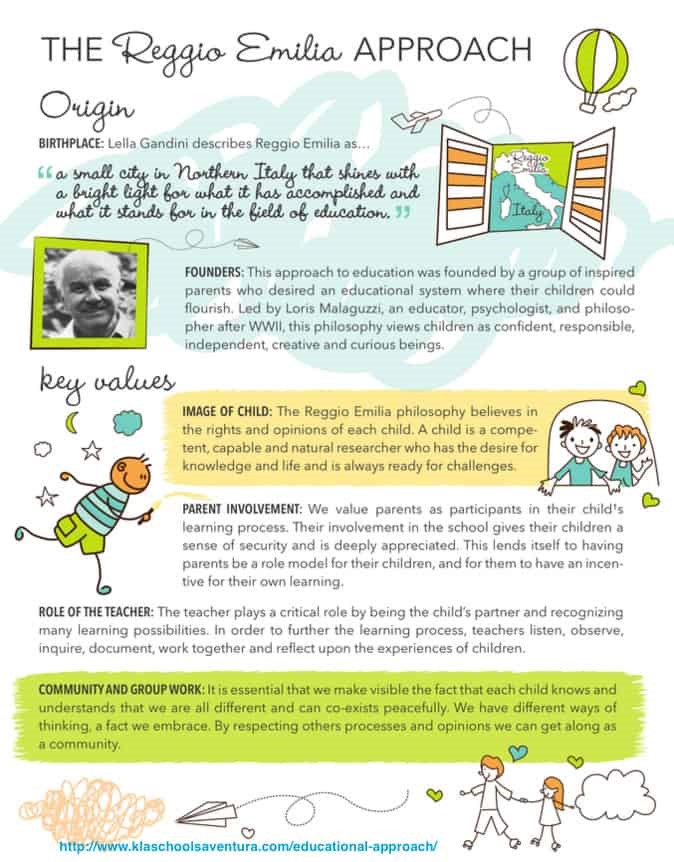 THE Reggio Emilia APPROACH
Origin
BIRTHPLACE: Lella Gandini describes Reggio Emilia as...
“a small city in Northern Italy that shines with
a bright light for what it has accomplished and
what it stands for in the field of education.”
Reggio
Emilia
Italy
FOUNDERS: This approach to education was founded by a group of inspired
parents who desired an educational system where their children could
flourish. Led by Loris Malaguzzi, an educator, psychologist, and philoso-
pher after WWII, this philosophy views children as confident, responsible,
independent, creative and curious beings.
key values
IMAGE OF CHILD: The Reggio Emilia philosophy believes in
the rights and opinions of each child. A child is a compe-
tent, capable and natural researcher who has the desire for
knowledge and life and is always ready for challenges.
PARENT INVOLVEMENT: We value parents as participants in their child's
learning process. Their involvement in the school gives their children a
sense of security and is deeply appreciated. This lends itself to having
parents be a role model for their children, and for them to have an incen-
tive for their own learning.
ROLE OF THE TEACHER: The teacher plays a critical role by being the child’s partner and recognizing
many learning possibilities. In order to further the learning process, teachers listen, observe,
inquire, document, work together and reflect upon the experiences of children.
COMMUNITY AND GROUP WORK: It is essential that we make visible the fact that each child knows and
understands that we are all different and can co-exists peacefully. We have different ways of
thinking, a fact we embrace. By respecting others processes and opinions we can get along as
a community.
http://www.klaschoolsaventura.com/educational-approach/